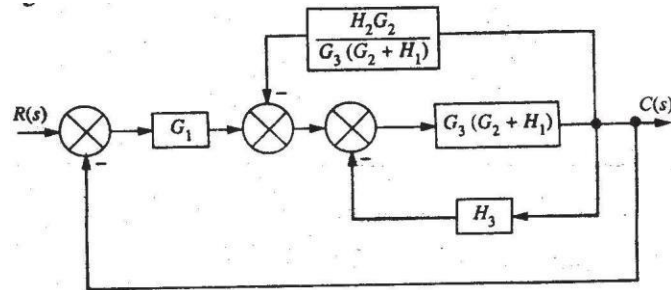 H₂G₂
G₃ (G₂ + H₁)
R(s)
C(s)
G₁
G₃ (G₂ + H₁)
H₃